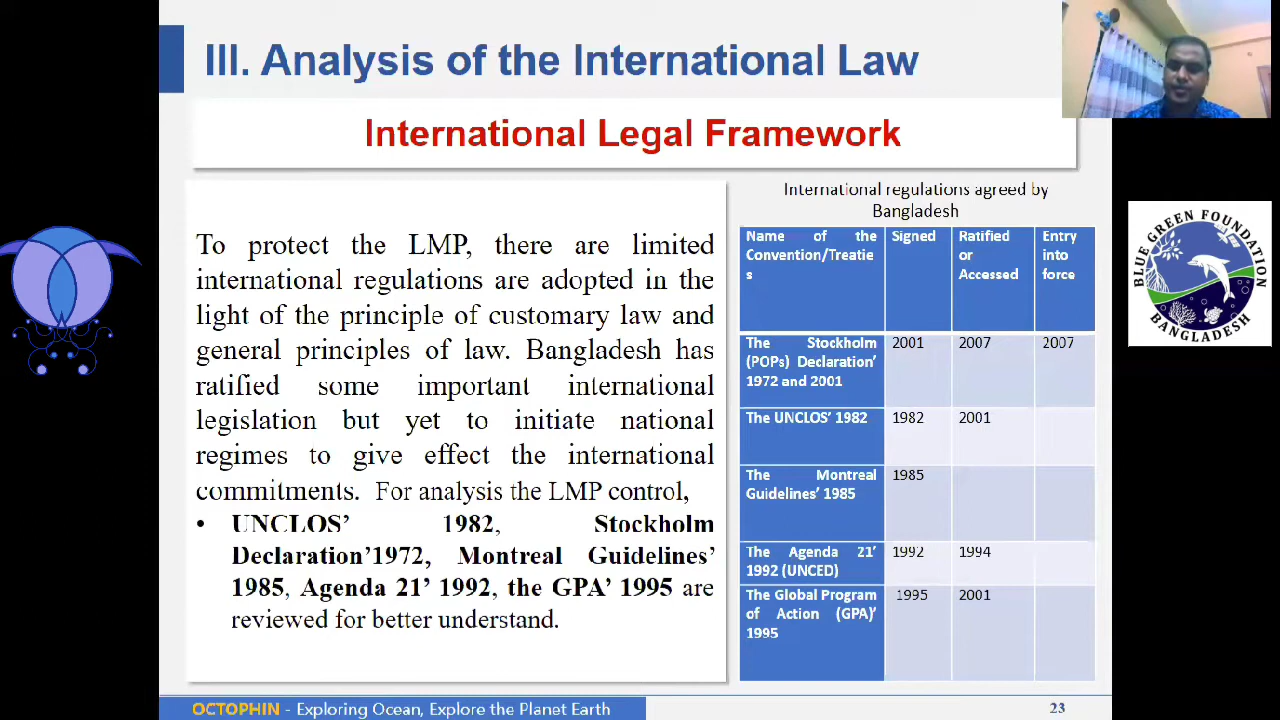 III. Analysis of the International Law
International Legal Framework
To protect the LMP, there are limited
international regulations are adopted in the
light of the principle of customary law and
general principles of law. Bangladesh has
ratified some important international
legislation but yet to initiate national
regimes to give effect the international
commitments. For analysis the LMP control,
• UNCLOS' 1982, Stockholm
Declaration'1972, Montreal Guidelines'
1985, Agenda 21' 1992, the GPA' 1995 are
reviewed for better understand.
International regulations agreed by
Bangladesh
Name of the Convention/Treaties Signed Ratified or Accessed Entry into force
The Stockholm (POPs) Declaration' 1972 and 2001 2001 2007 2007
The UNCLOS' 1982 1982 2001
The Montreal Guidelines' 1985 1985
The Agenda 21' 1992 (UNCED) 1992 1994
The Global Program of Action (GPA)' 1995 1995 2001
BLUE GREEN FOUNDATION
BANGLADESH
OCTOPHIN - Exploring Ocean, Explore the Planet Earth
23